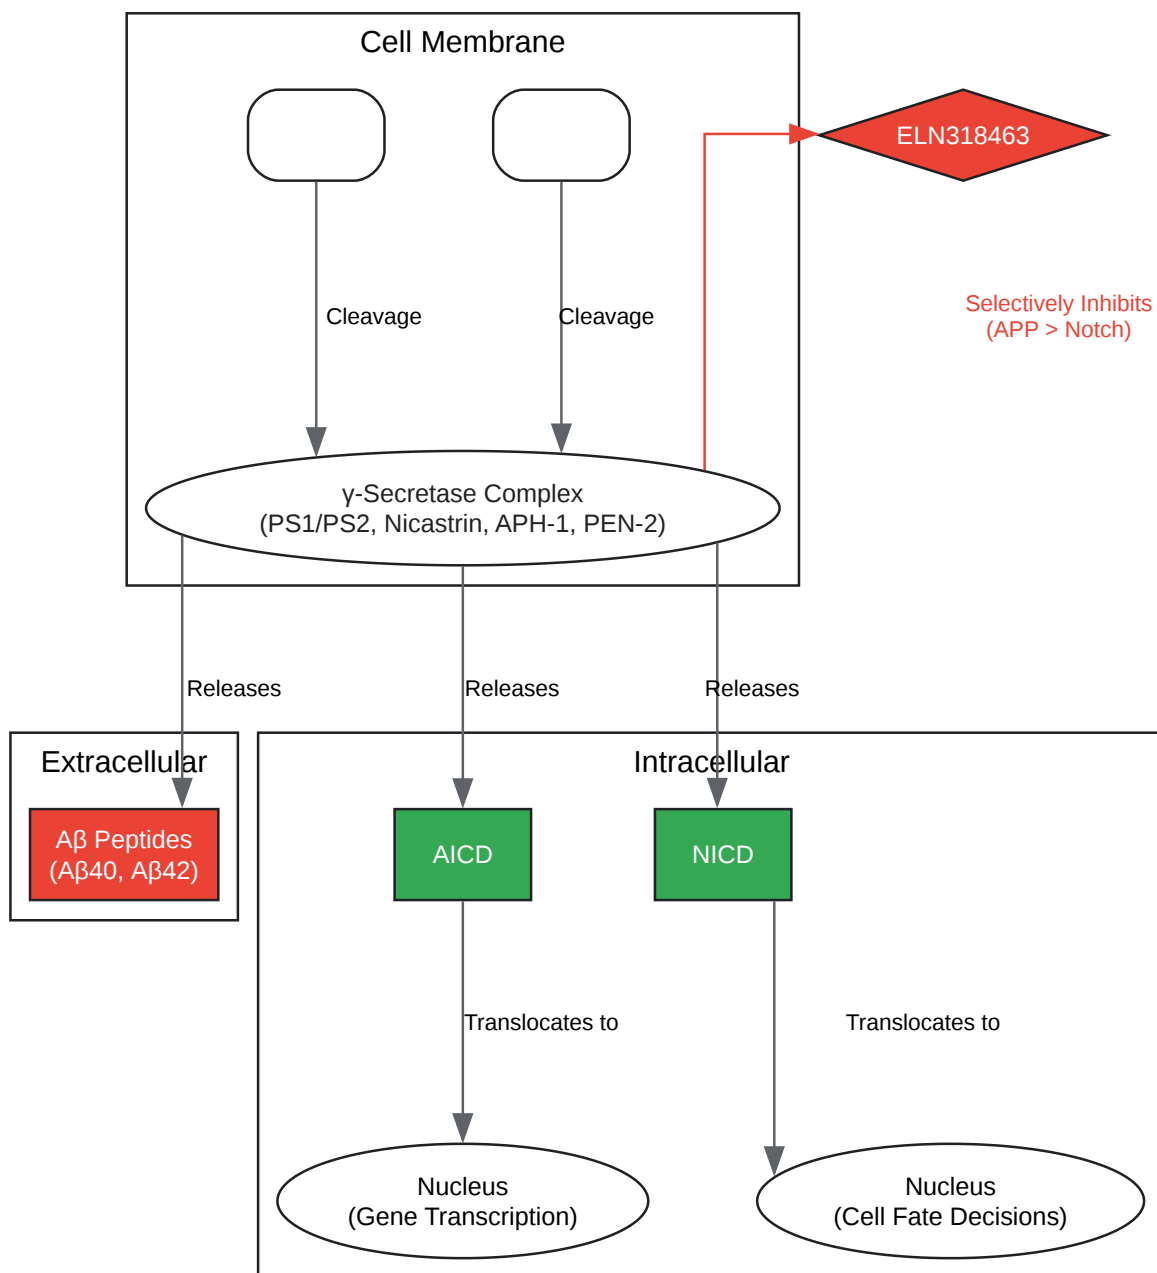 Cell Membrane
ELN318463
Selectively Inhibits
(APP > Notch)
Cleavage
Cleavage
γ-Secretase Complex
(PS1/PS2, Nicastrin, APH-1, PEN-2)
Releases
Releases
Releases
Extracellular
Intracellular
Aβ Peptides
(Aβ40, Aβ42)
AICD
NICD
Translocates to
Translocates to
Nucleus
(Gene Transcription)
Nucleus
(Cell Fate Decisions)